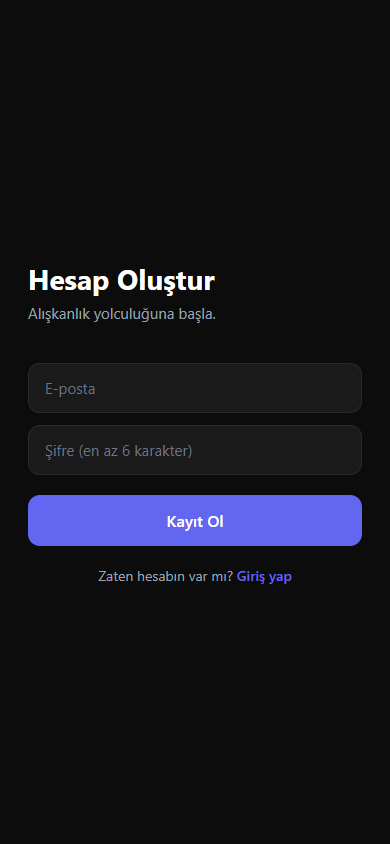 Hesap Oluştur
Alışkanlık yolculuğuna başla.
E-posta
Şifre (en az 6 karakter)
Kayıt Ol
Zaten hesabın var mı? Giriş yap